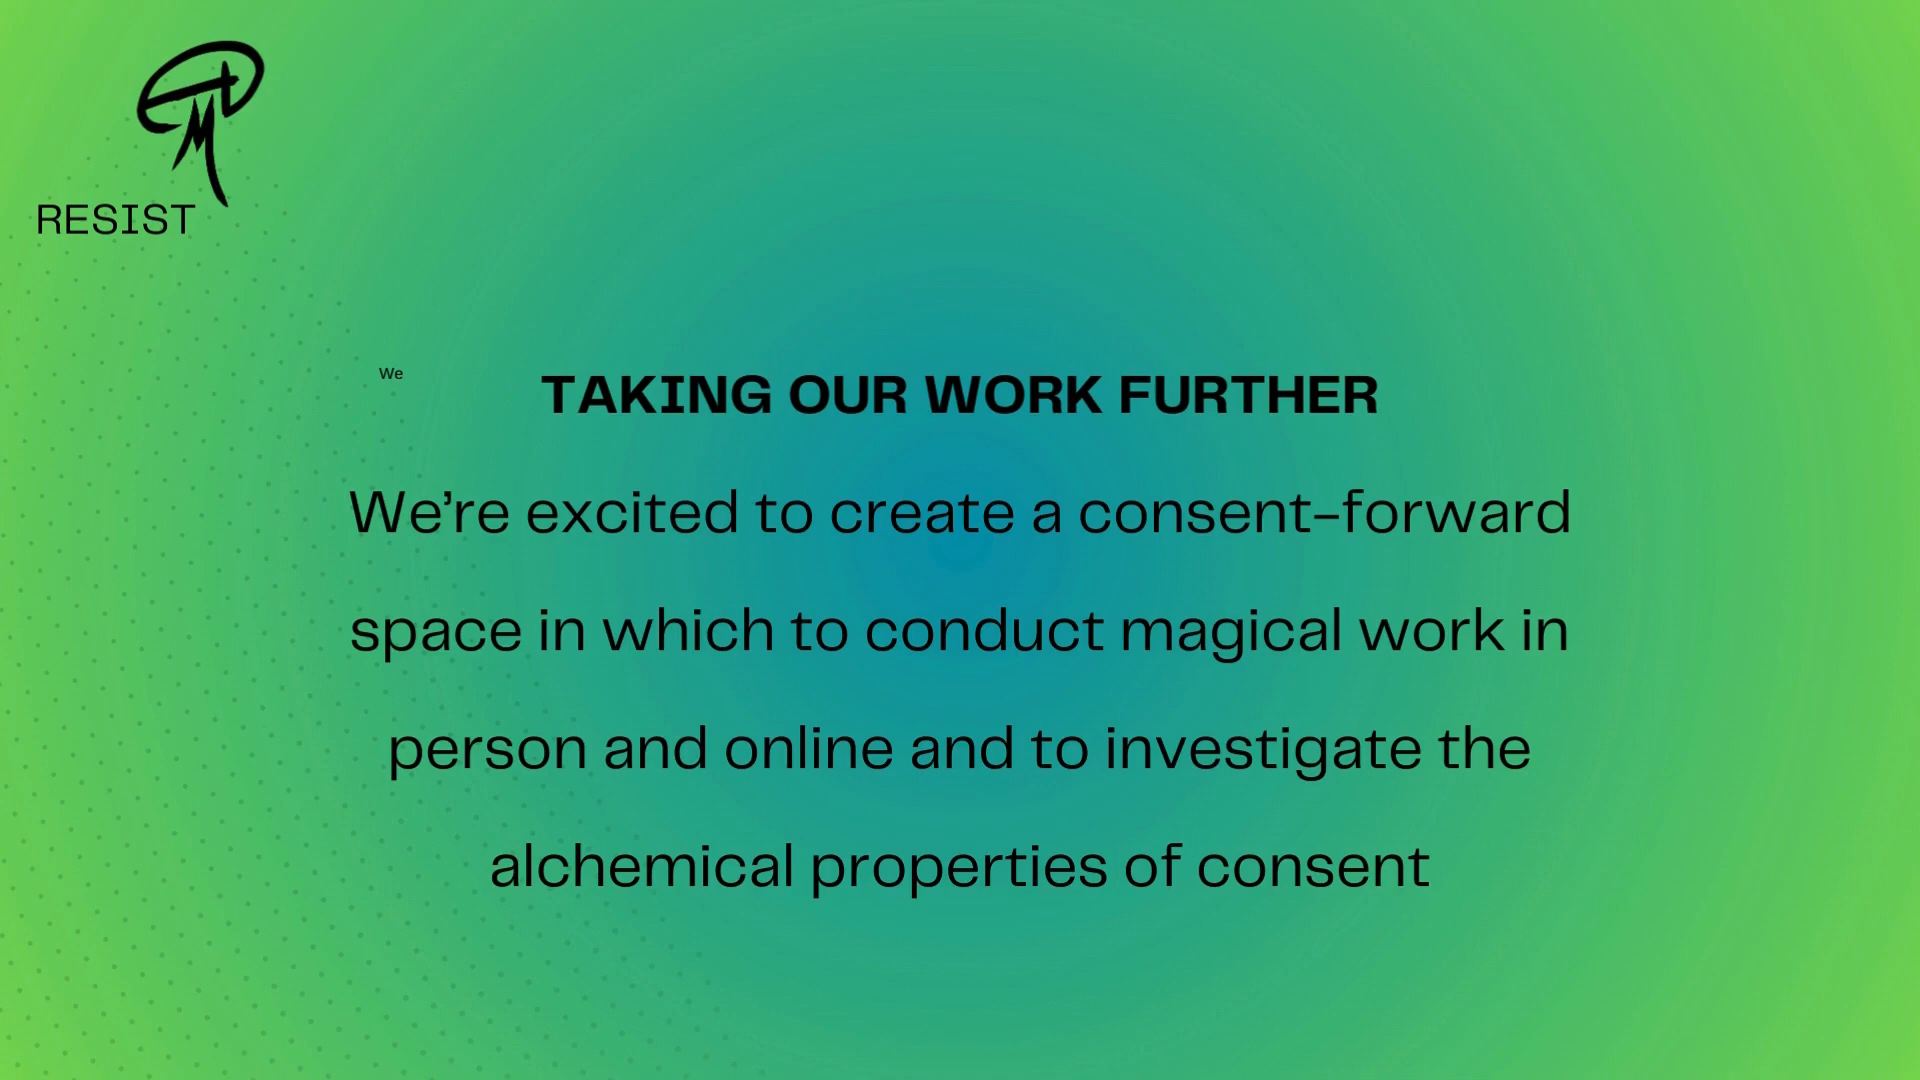 RESIST
We
TAKING OUR WORK FURTHER
We’re excited to create a consent-forward
space in which to conduct magical work in
person and online and to investigate the
alchemical properties of consent